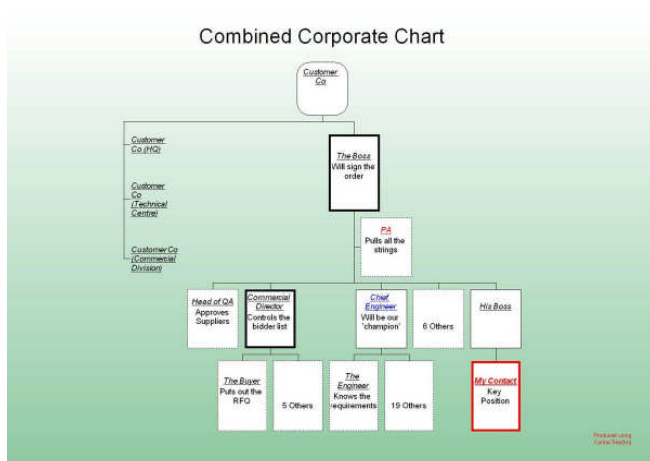 Combined Corporate Chart
Customer
Co
Customer
Co (HQ)
Customer
Co
(Technical
Centre)
Customer Co
(Commercial
Division)
The Boss
Will sign the
order
PA
Pulls all the
strings
Head of QA
Approves
Suppliers
Commercial
Director
Controls the
bidder list
Chief
Engineer
Will be our
'champion'
6 Others
His Boss
The Buyer
Puts out the
RFQ
5 Others
The
Engineer
Knows the
requirements
19 Others
My Contact
Key
Position
Produced using